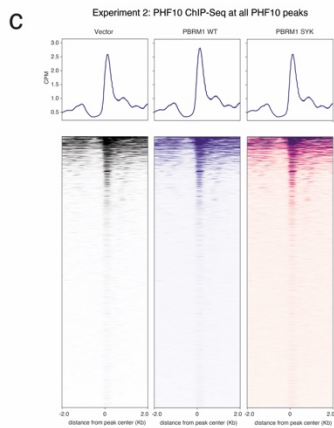 C
Experiment 2: PHF10 ChIP-Seq at all PHF10 peaks
Vector PBRM1 WT PBRM1 SYK
CPM
3.0
2.5
2.0
1.5
1.0
0.5
-2.0 0 2.0 -2.0 0 2.0 -2.0 0 2.0
distance from peak center (Kb) distance from peak center (Kb) distance from peak center (Kb)